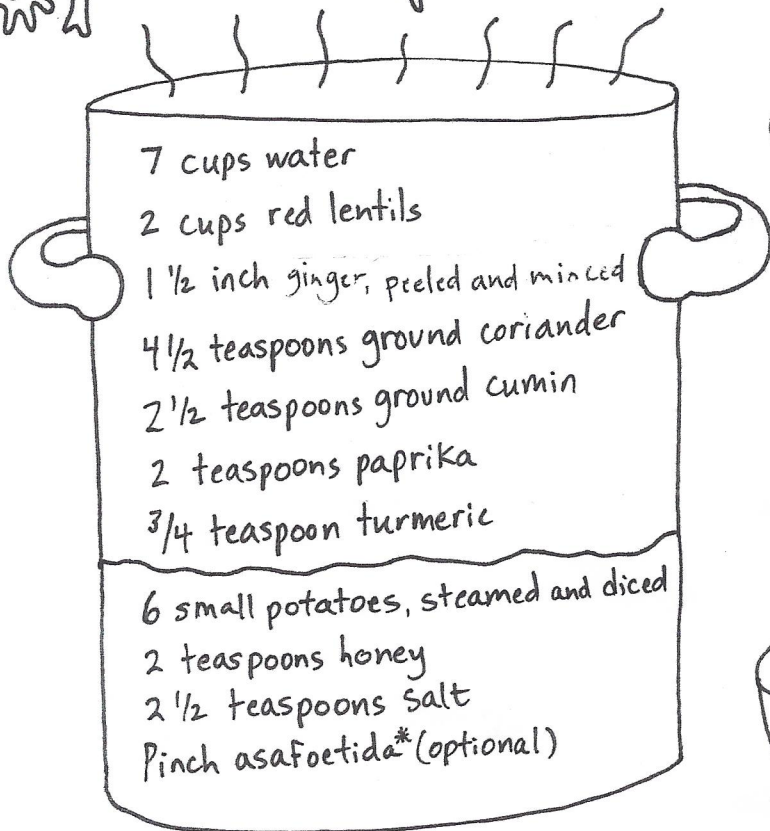 7 cups water
2 cups red lentils
1 1/2 inch ginger, peeled and minced
4 1/2 teaspoons ground coriander
2 1/2 teaspoons ground cumin
2 teaspoons paprika
3/4 teaspoon turmeric
6 small potatoes, steamed and diced
2 teaspoons honey
2 1/2 teaspoons salt
Pinch asafoetida* (optional)